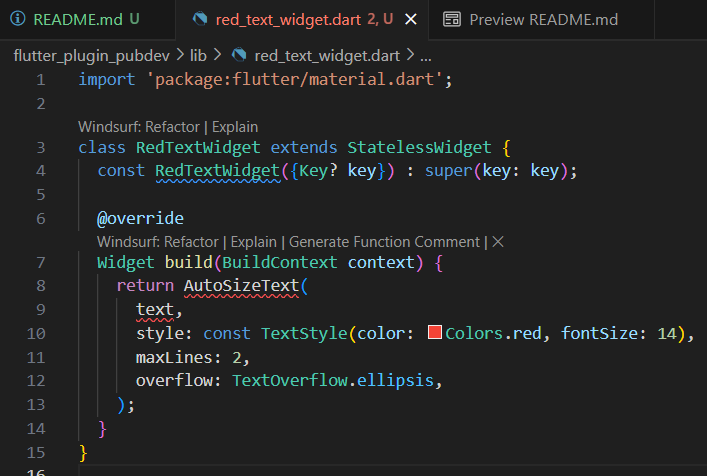 README.md U red_text_widget.dart 2, U Preview README.md
flutter_plugin_pubdev > lib > red_text_widget.dart > ...
1 import 'package:flutter/material.dart';
2
Windsurf: Refactor | Explain
3 class RedTextWidget extends StatelessWidget {
4 const RedTextWidget({Key? key}) : super(key: key);
5
6 @override
Windsurf: Refactor | Explain | Generate Function Comment | ×
7 Widget build(BuildContext context) {
8 return AutoSizeText(
9 text,
10 style: const TextStyle(color: Colors.red, fontSize: 14),
11 maxLines: 2,
12 overflow: TextOverflow.ellipsis,
13 );
14 }
15 }
16